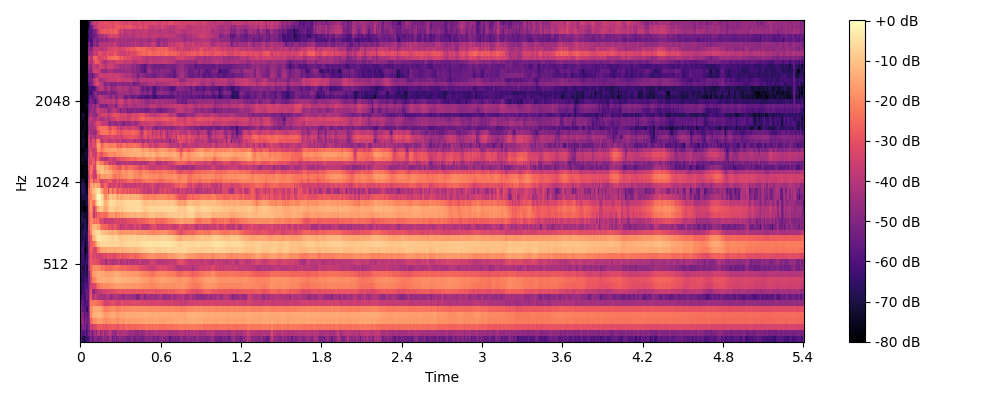 Hz
2048
1024
512
0 0.6 1.2 1.8 2.4 3 3.6 4.2 4.8 5.4
Time
+0 dB
-10 dB
-20 dB
-30 dB
-40 dB
-50 dB
-60 dB
-70 dB
-80 dB